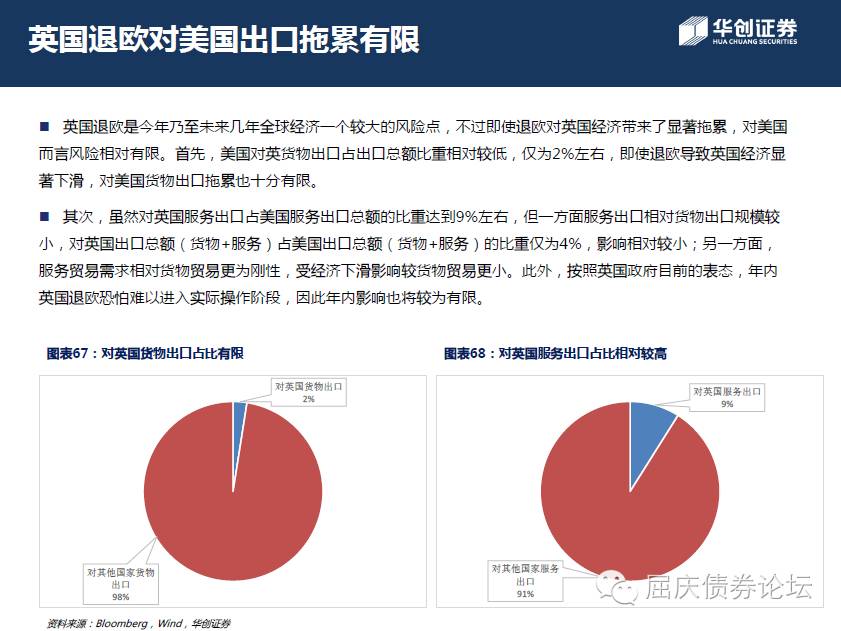 英国退欧对美国出口拖累有限
华创证券
HUA CHUANG SECURITIES
■ 英国退欧是今年乃至未来几年全球经济一个较大的风险点，不过即使退欧对英国经济带来了显著拖累，对美国
而言风险相对有限。首先，美国对英货物出口占出口总额比重相对较低，仅为2%左右，即使退欧导致英国经济显
著下滑，对美国货物出口拖累也十分有限。
■ 其次，虽然对英国服务出口占美国服务出口总额的比重达到9%左右，但一方面服务出口相对货物出口规模较
小，对英国出口总额（货物+服务）占美国出口总额（货物+服务）的比重仅为4%，影响相对较小；另一方面，
服务贸易需求相对货物贸易更为刚性，受经济下滑影响较货物贸易更小。此外，按照英国政府目前的表态，年内
英国退欧恐怕难以进入实际操作阶段，因此年内影响也将较为有限。
图表67：对英国货物出口占比有限
对英国货物出口
2%
对其他国家货物
出口
98%
图表68：对英国服务出口占比相对较高
对英国服务出口
9%
对其他国家服务
出口
91%
屈庆债券论坛
资料来源：Bloomberg，Wind，华创证券